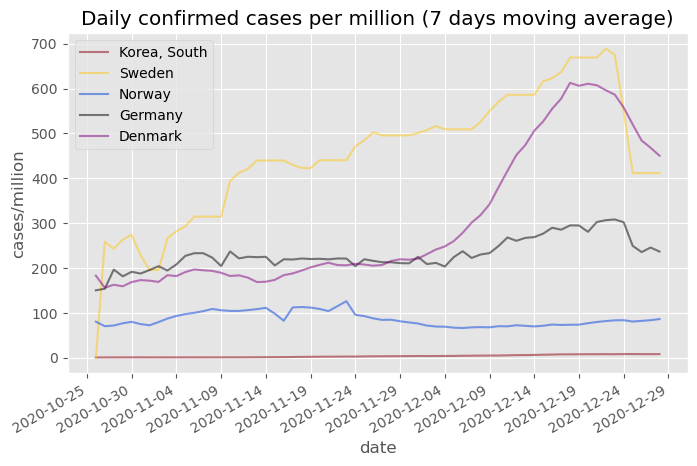 Daily confirmed cases per million (7 days moving average)
700
600
500
400
300
200
100
0
cases/million
Korea, South
Sweden
Norway
Germany
Denmark
2020-10-25
2020-10-30
2020-11-04
2020-11-09
2020-11-14
2020-11-19
2020-11-24
2020-11-29
2020-12-04
2020-12-09
2020-12-14
2020-12-19
2020-12-24
2020-12-29
date